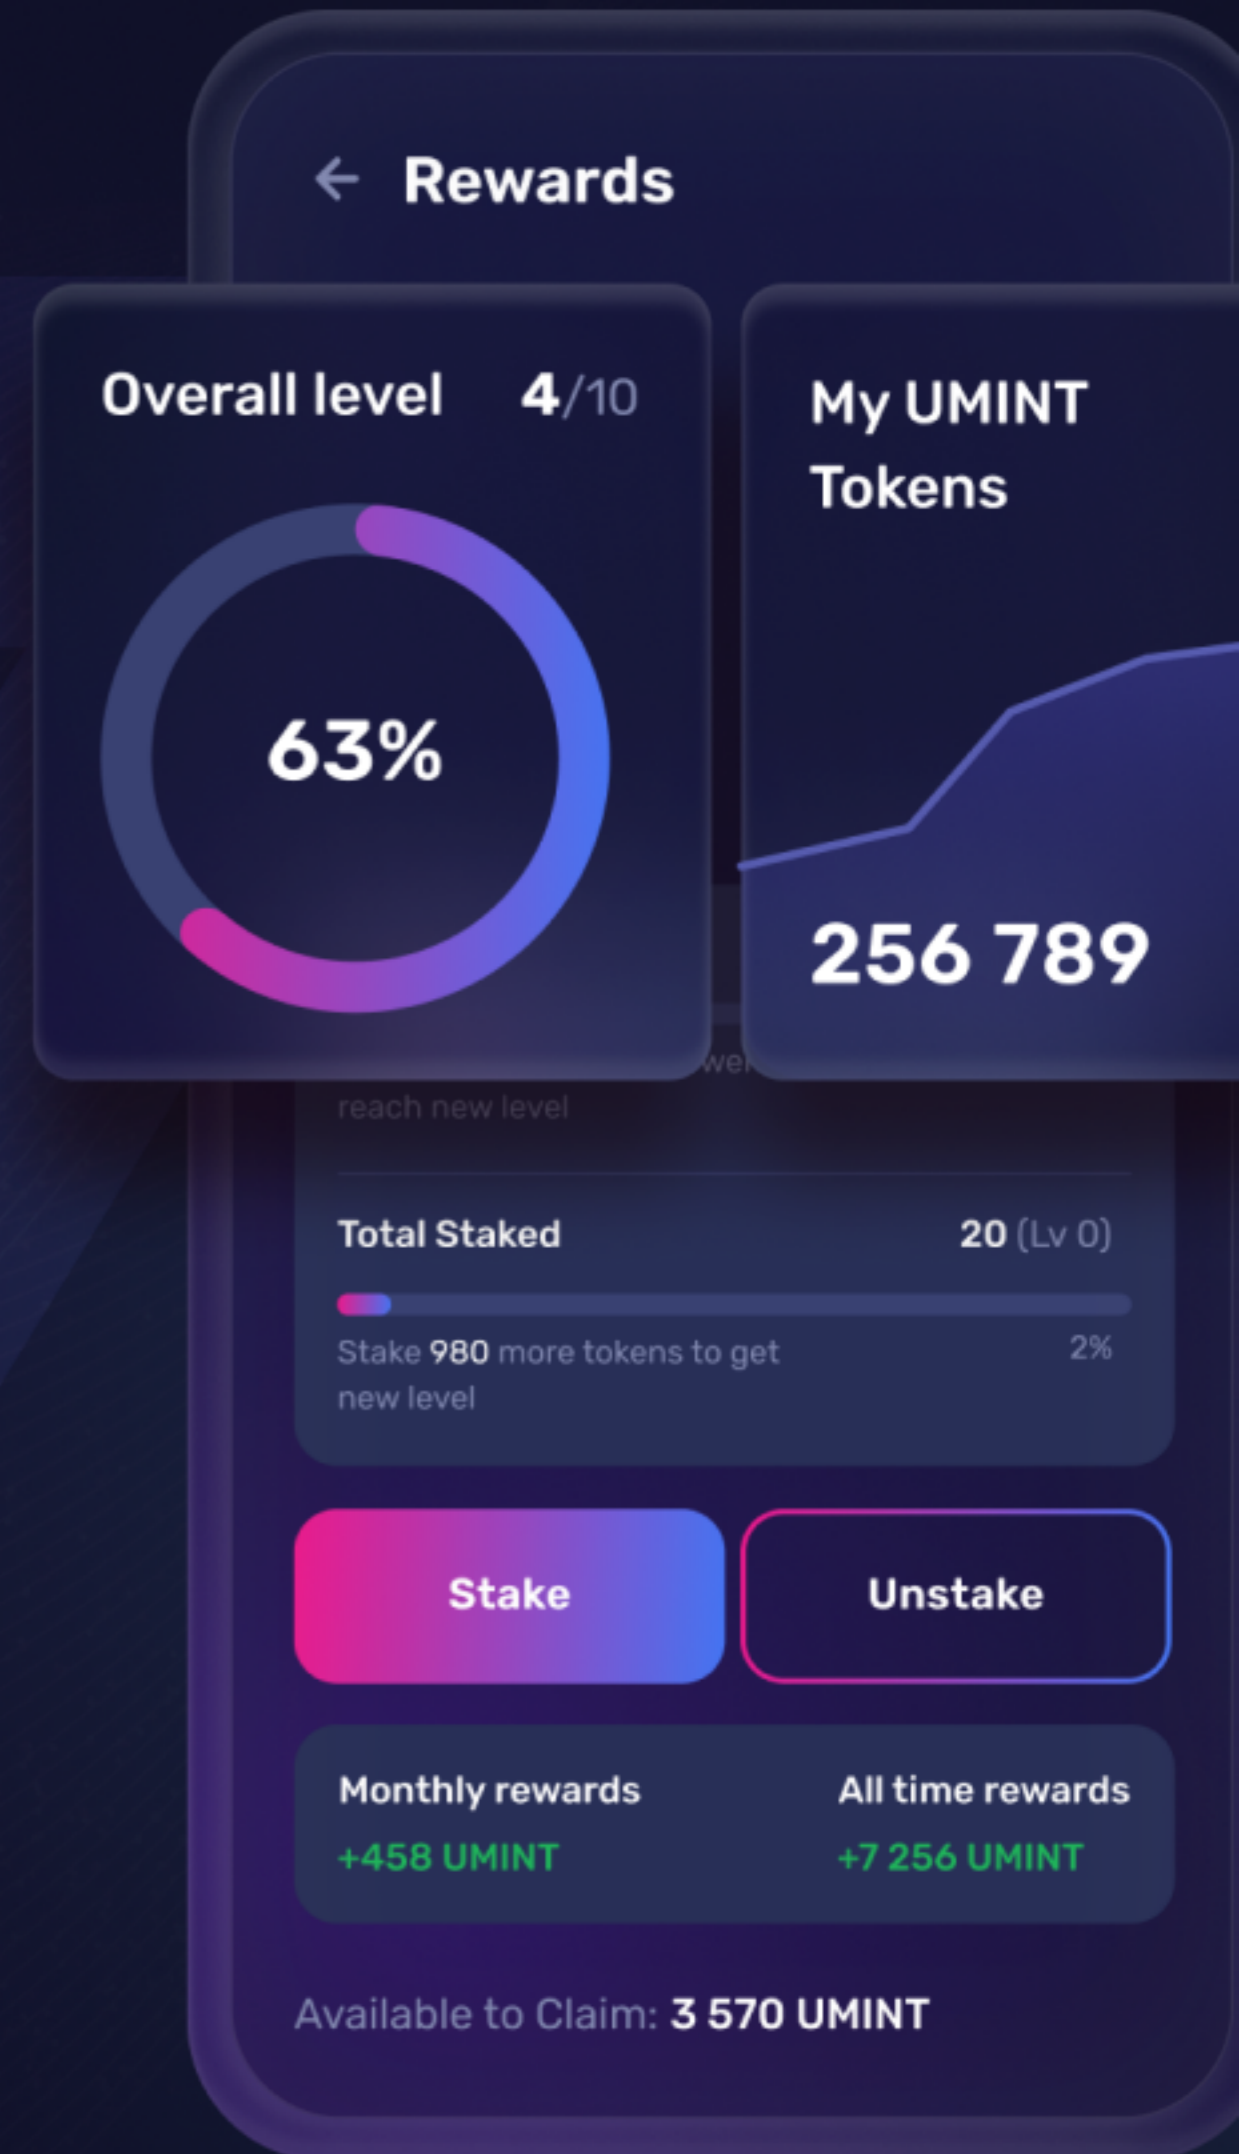 Rewards
Overall level 4/10
63%
My UMINT
Tokens
256 789
reach new level
Total Staked 20 (Lv 0)
Stake 980 more tokens to get 2%
new level
Stake Unstake
Monthly rewards All time rewards
+458 UMINT +7 256 UMINT
Available to Claim: 3 570 UMINT